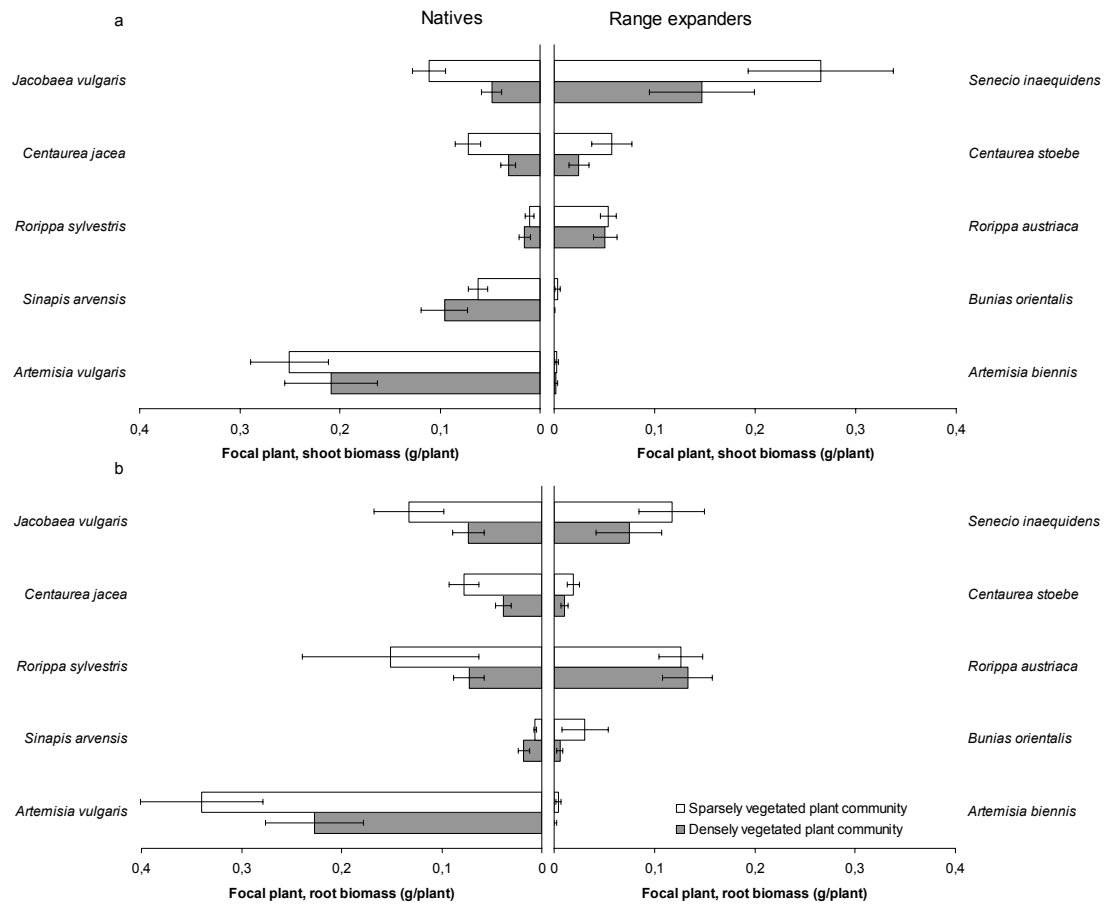 a
Natives Range expanders
Jacobaea vulgaris Senecio inaequidens
Centaurea jacea Centaurea stoebe
Rorippa sylvestris Rorippa austriaca
Sinapis arvensis Bunias orientalis
Artemisia vulgaris Artemisia biennis
0,4 0,3 0,2 0,1 0 0 0,1 0,2 0,3 0,4
Focal plant, shoot biomass (g/plant) Focal plant, shoot biomass (g/plant)
b
Jacobaea vulgaris Senecio inaequidens
Centaurea jacea Centaurea stoebe
Rorippa sylvestris Rorippa austriaca
Sinapis arvensis Bunias orientalis
Artemisia vulgaris Artemisia biennis
Sparsely vegetated plant community
Densely vegetated plant community
0,4 0,3 0,2 0,1 0 0 0,1 0,2 0,3 0,4
Focal plant, root biomass (g/plant) Focal plant, root biomass (g/plant)